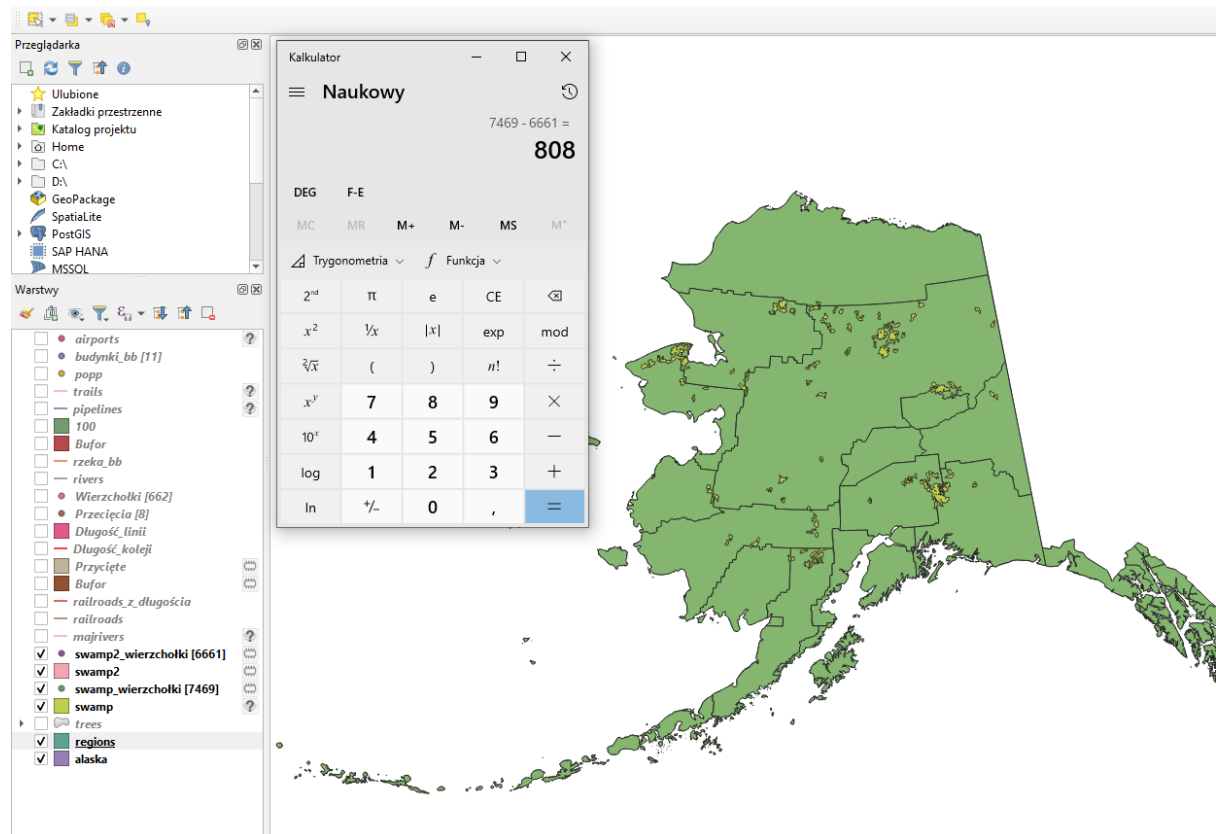 Przeglądarka
Ulubione
Zakładki przestrzenne
Katalog projektu
Home
C:\
D:\
GeoPackage
SpatiaLite
PostGIS
SAP HANA
MSSQL
Warstwy
airports
budynki_bb [11]
popp
trails
pipelines
100
Bufor
rzeka_bb
rivers
Wierzchołki [662]
Przecięcia [8]
Długość_linii
Długość_koleji
Przycięte
Bufor
railroads_z_długościa
railroads
majrivers
swamp2_wierzchołki [6661]
swamp2
swamp_wierzchołki [7469]
swamp
trees
regions
alaska
Kalkulator
Naukowy
7469 - 6661 =
808
DEG F-E
MC MR M+ M- MS M˅
Trygonometria f Funkcja
2ⁿᵈ π e CE
x² ¹/x |x| exp mod
²√x ( ) n! ÷
xʸ 7 8 9 ×
10ˣ 4 5 6 −
log 1 2 3 +
ln +/− 0 , =